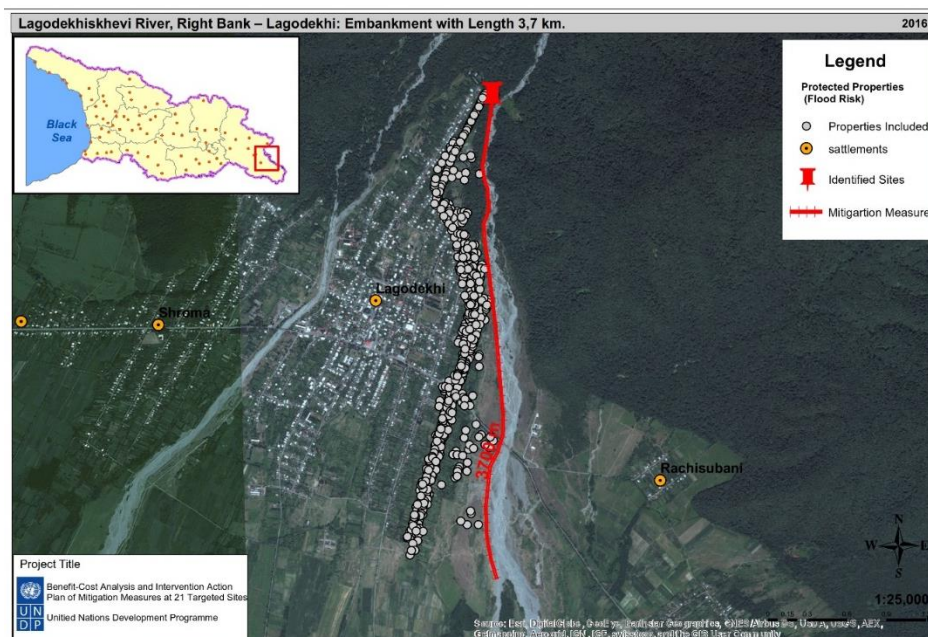 Lagodekhiskhevi River, Right Bank – Lagodekhi: Embankment with Length 3,7 km.
2016
Black
Sea
Legend
Protected Properties
(Flood Risk)
Properties Included
sattlements
Identified Sites
Mitigartion Measure
Lagodekhi
Shroma
Rachisubani
N
W E
S
1:25,000
Project Title
Benefit-Cost Analysis and Intervention Action
Plan of Mitigation Measures at 21 Targeted Sites
UN
DP
Unitied Nations Development Programme